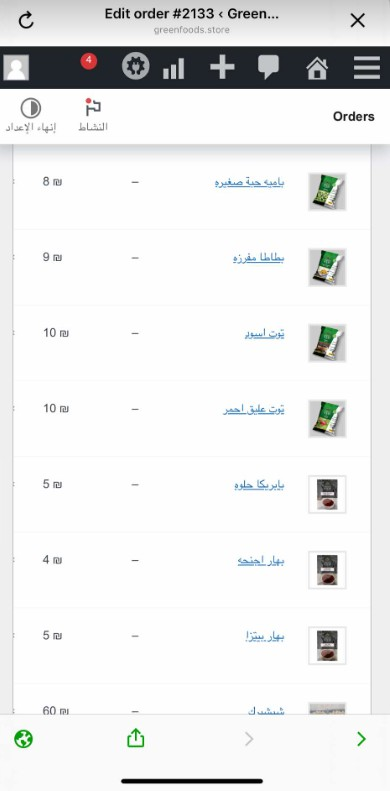 Edit order #2133 ‹ Green...
greenfoods.store
4
Orders
النشاط
إنهاء الإعداد
باميه حبة صغيره – 8 ₪
بطاطا مفرزه – 9 ₪
توت اسود – 10 ₪
توت عليق احمر – 10 ₪
بابريكا حلوه – 5 ₪
بهار اجنحه – 4 ₪
بهار بيتزا – 5 ₪
شيشبرك – 60 ₪